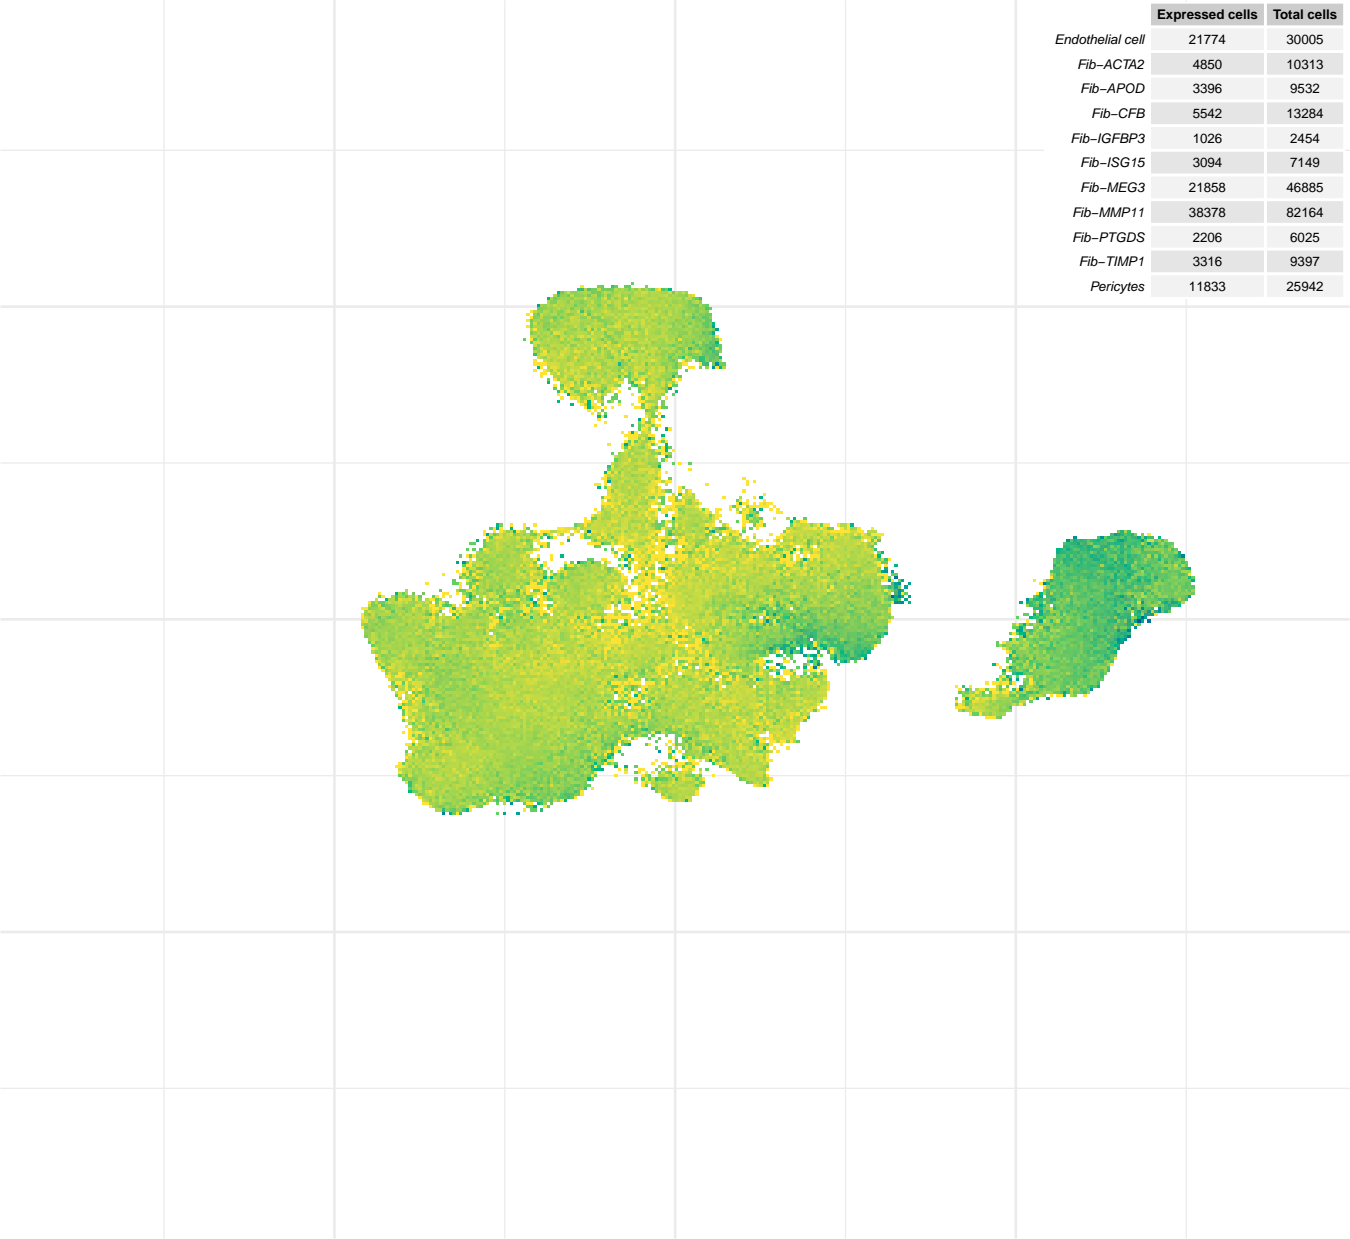 Expressed cells Total cells
Endothelial cell 21774 30005
Fib−ACTA2 4850 10313
Fib−APOD 3396 9532
Fib−CFB 5542 13284
Fib−IGFBP3 1026 2454
Fib−ISG15 3094 7149
Fib−MEG3 21858 46885
Fib−MMP11 38378 82164
Fib−PTGDS 2206 6025
Fib−TIMP1 3316 9397
Pericytes 11833 25942